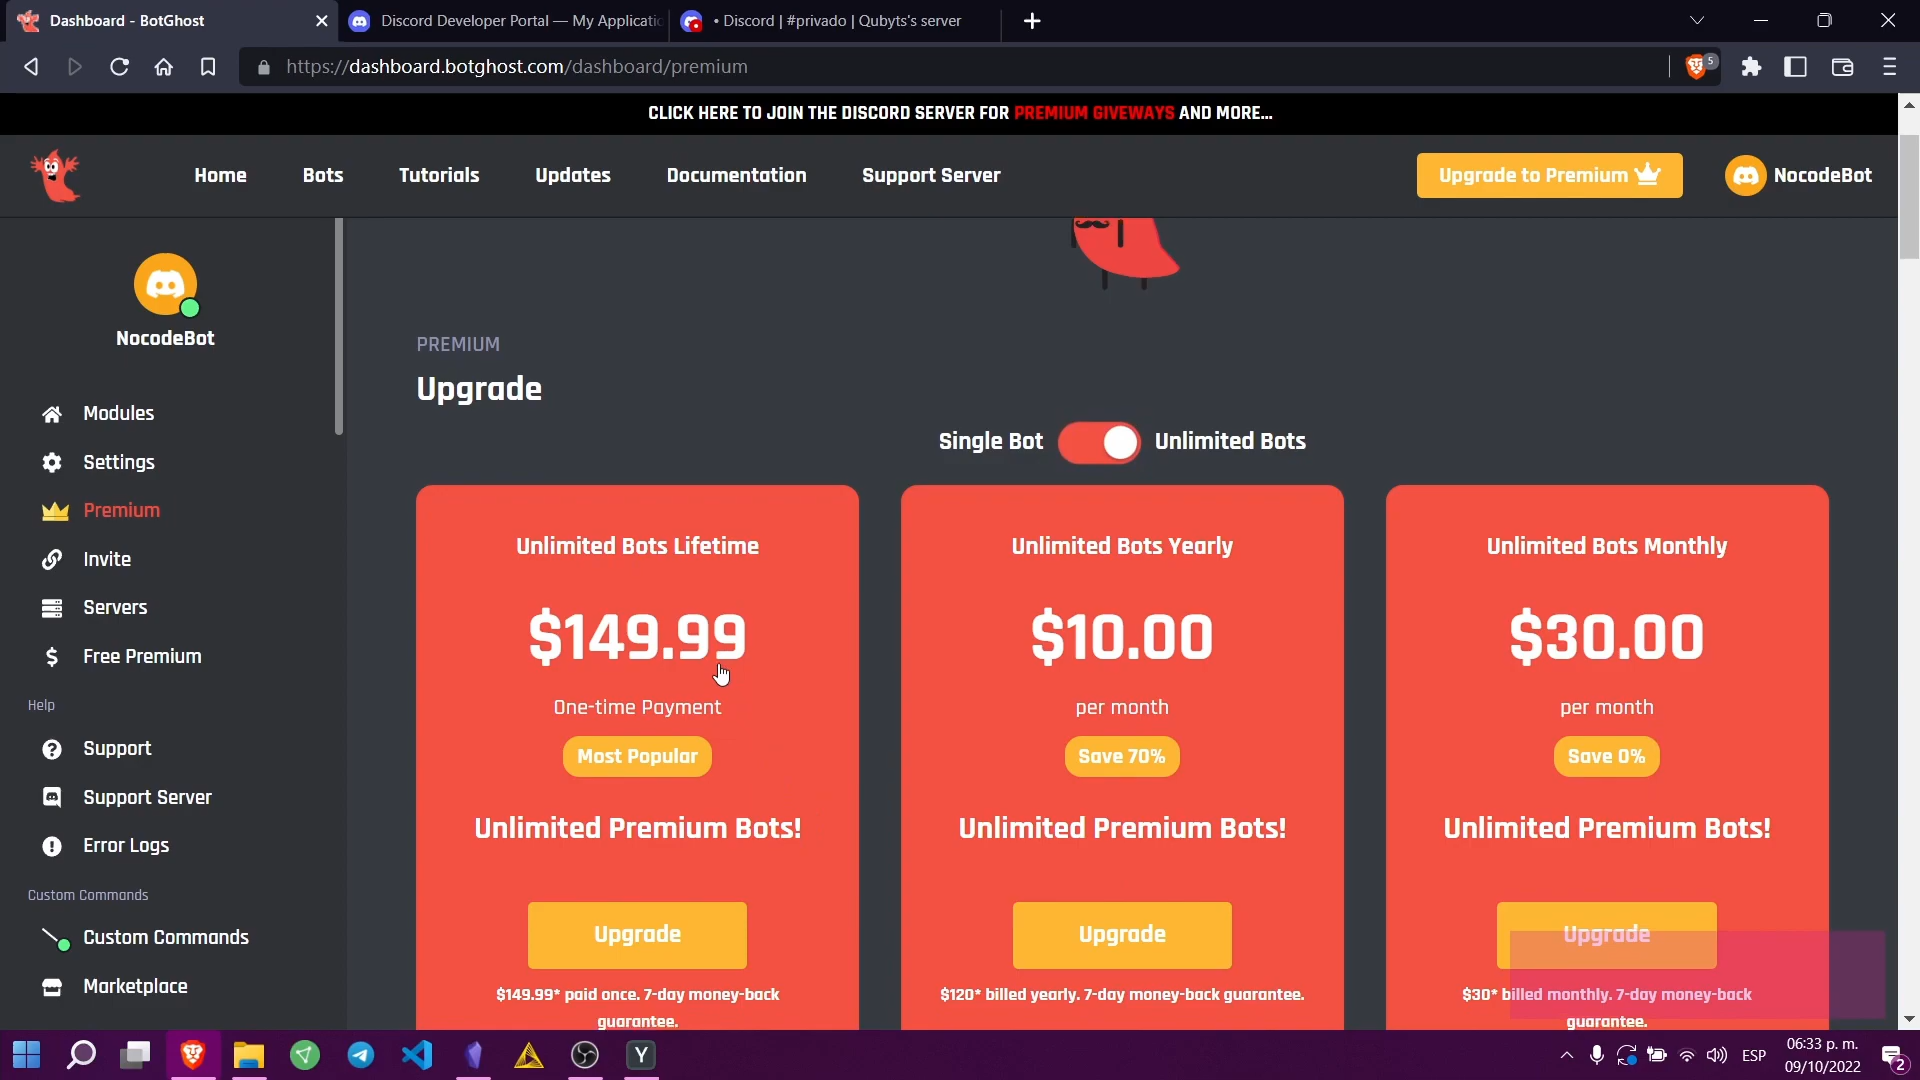 Dashboard - BotGhost
Discord Developer Portal — My Applicatio
• Discord | #privado | Qubyts's server
https://dashboard.botghost.com/dashboard/premium
5
CLICK HERE TO JOIN THE DISCORD SERVER FOR PREMIUM GIVEWAYS AND MORE...
Home
Bots
Tutorials
Updates
Documentation
Support Server
Upgrade to Premium
NocodeBot
NocodeBot
Modules
Settings
Premium
Invite
Servers
Free Premium
Help
Support
Support Server
Error Logs
Custom Commands
Custom Commands
Marketplace
PREMIUM
Upgrade
Single Bot
Unlimited Bots
Unlimited Bots Lifetime
$149.99
One-time Payment
Most Popular
Unlimited Premium Bots!
Upgrade
$149.99* paid once. 7-day money-back
guarantee.
Unlimited Bots Yearly
$10.00
per month
Save 70%
Unlimited Premium Bots!
Upgrade
$120* billed yearly. 7-day money-back guarantee.
Unlimited Bots Monthly
$30.00
per month
Save 0%
Unlimited Premium Bots!
Upgrade
$30* billed monthly. 7-day money-back
guarantee.
Y
ESP
06:33 p. m.
09/10/2022
2